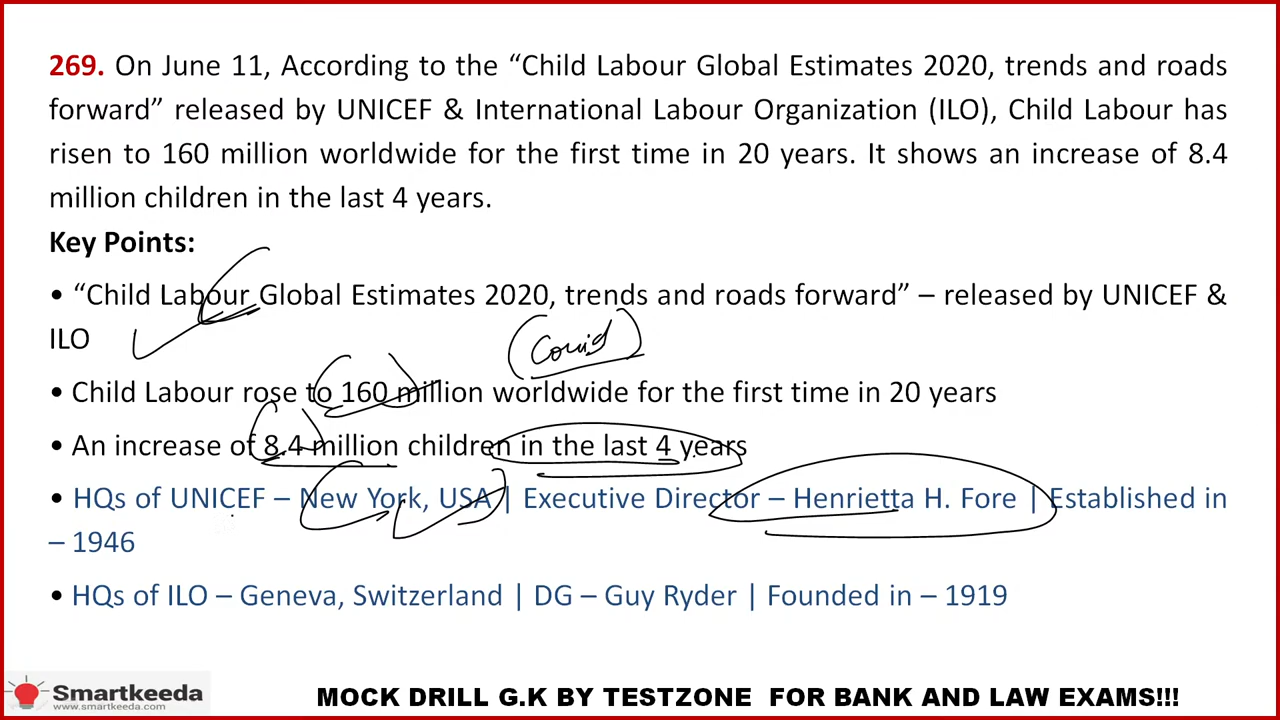 269. On June 11, According to the “Child Labour Global Estimates 2020, trends and roads
forward” released by UNICEF & International Labour Organization (ILO), Child Labour has
risen to 160 million worldwide for the first time in 20 years. It shows an increase of 8.4
million children in the last 4 years.
Key Points:
• “Child Labour Global Estimates 2020, trends and roads forward” – released by UNICEF &
ILO
Covid
• Child Labour rose to 160 million worldwide for the first time in 20 years
• An increase of 8.4 million children in the last 4 years
• HQs of UNICEF – New York, USA | Executive Director – Henrietta H. Fore | Established in
– 1946
• HQs of ILO – Geneva, Switzerland | DG – Guy Ryder | Founded in – 1919
Smartkeeda
www.smartkeeda.com
MOCK DRILL G.K BY TESTZONE FOR BANK AND LAW EXAMS!!!